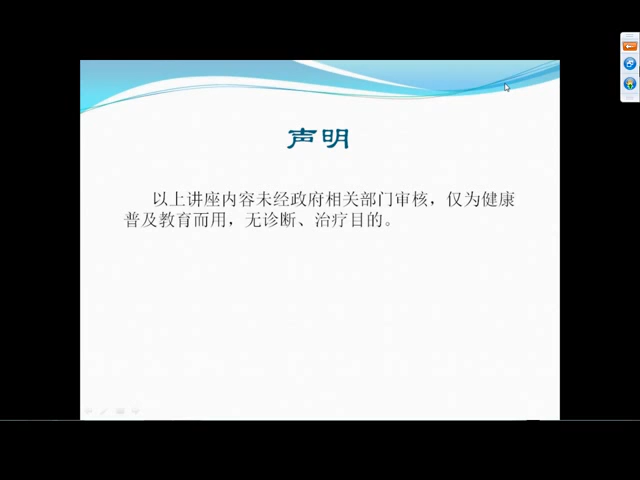 声明
以上讲座内容未经政府相关部门审核，仅为健康
普及教育而用，无诊断、治疗目的。